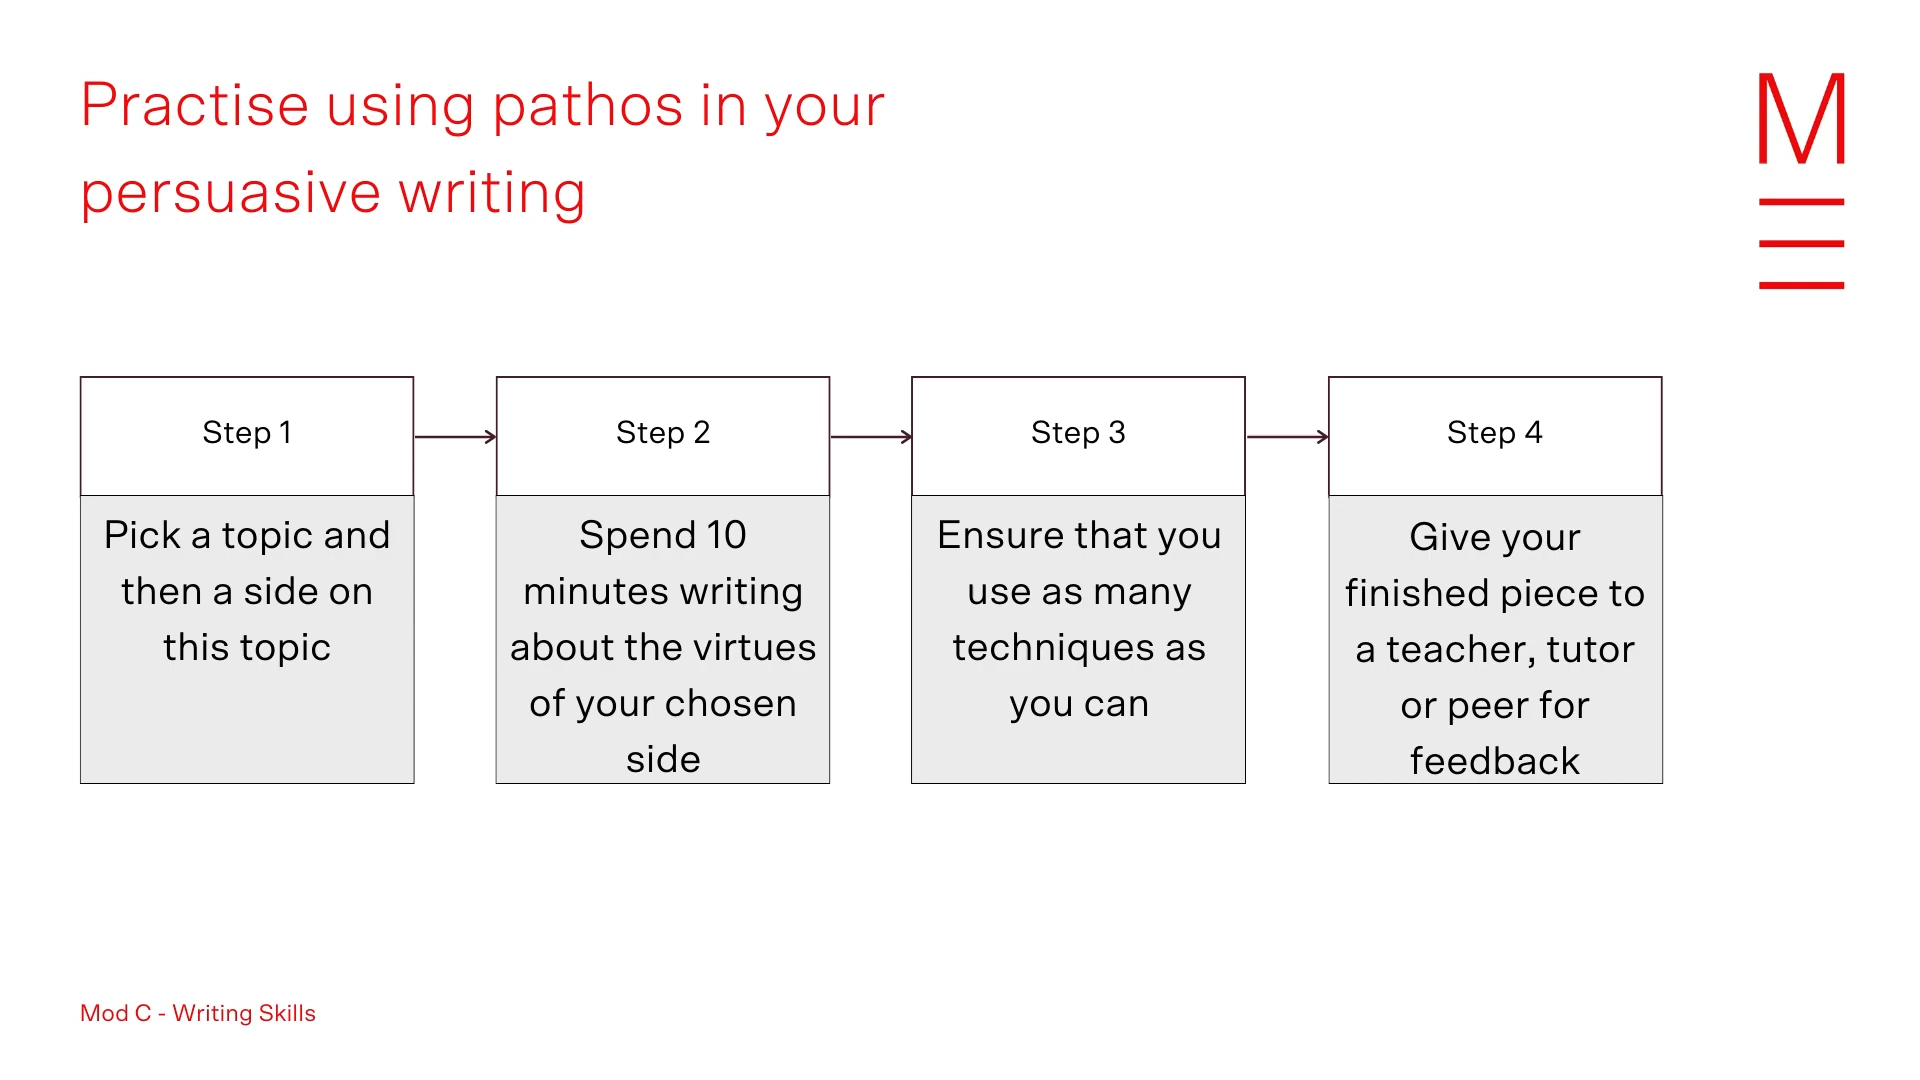 Practise using pathos in your
persuasive writing
M
Step 1
Pick a topic and
then a side on
this topic
Step 2
Spend 10
minutes writing
about the virtues
of your chosen
side
Step 3
Ensure that you
use as many
techniques as
you can
Step 4
Give your
finished piece to
a teacher, tutor
or peer for
feedback
Mod C - Writing Skills